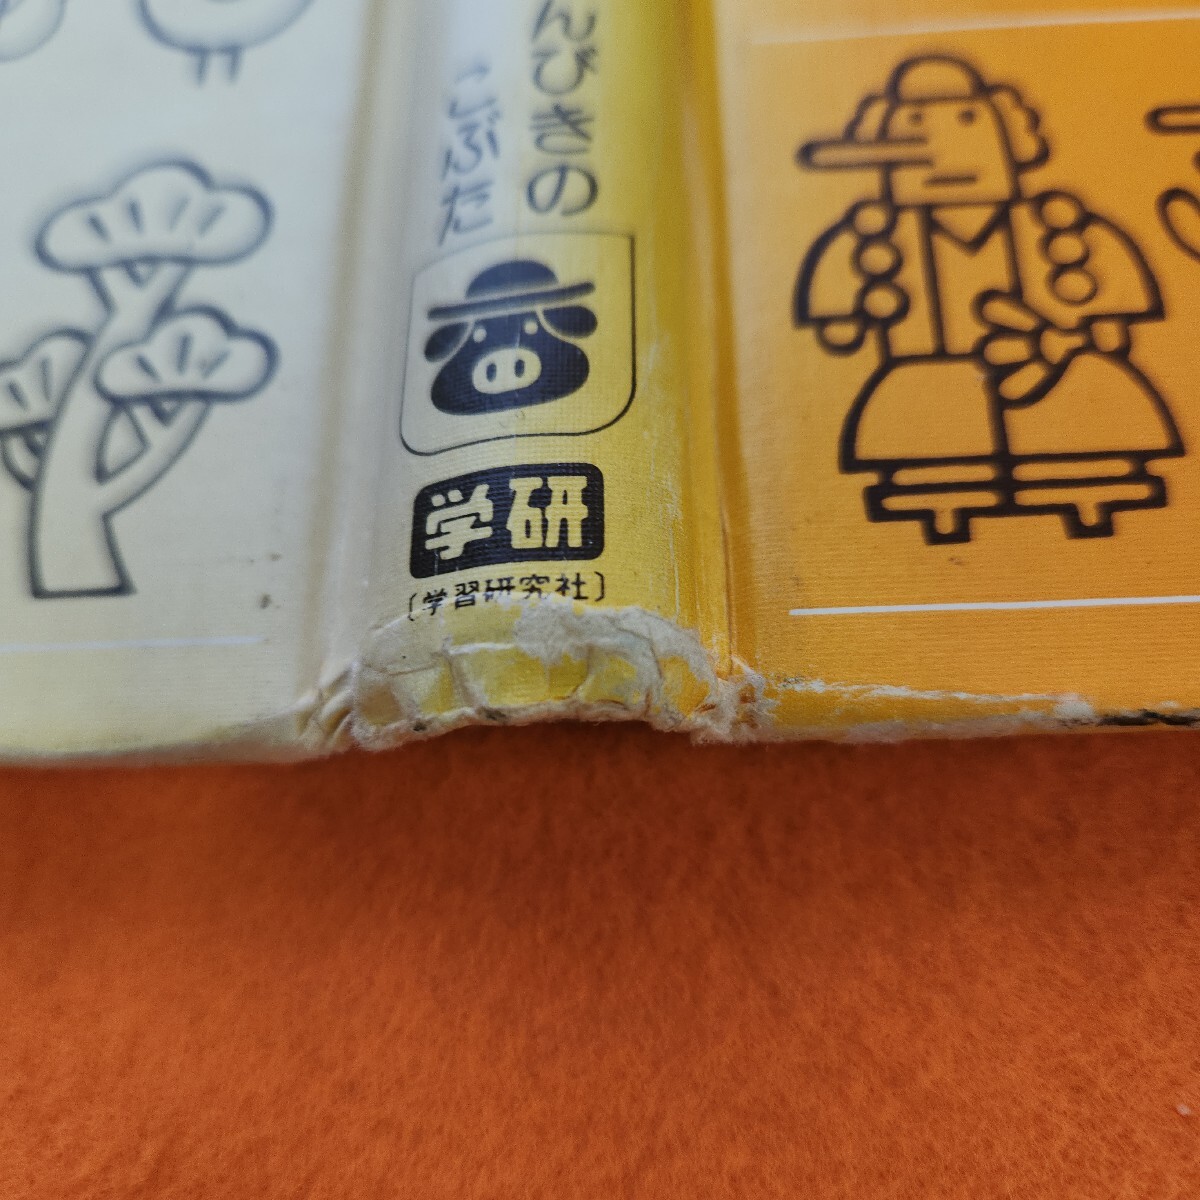 んびきの
こぶた
学研
〔学習研究社〕